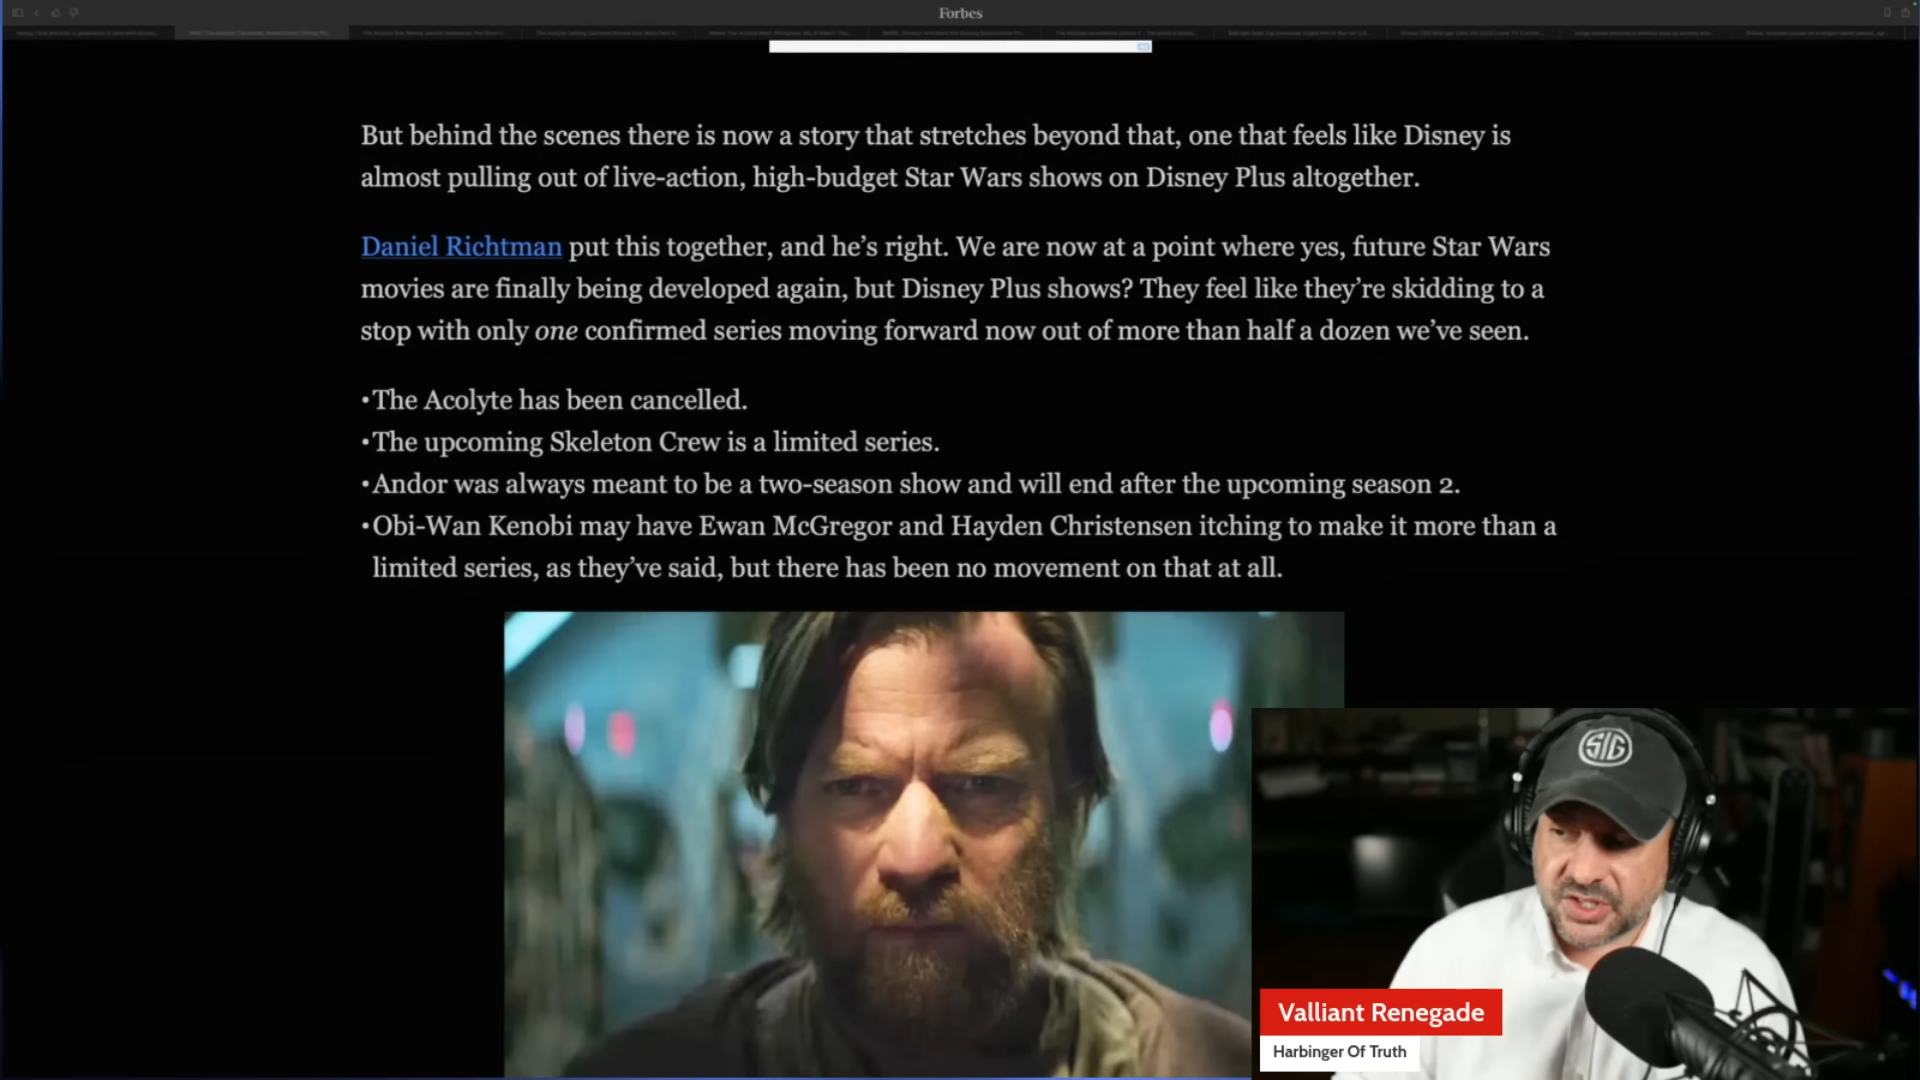 Forbes
But behind the scenes there is now a story that stretches beyond that, one that feels like Disney is
almost pulling out of live-action, high-budget Star Wars shows on Disney Plus altogether.
Daniel Richtman put this together, and he’s right. We are now at a point where yes, future Star Wars
movies are finally being developed again, but Disney Plus shows? They feel like they’re skidding to a
stop with only one confirmed series moving forward now out of more than half a dozen we’ve seen.
•The Acolyte has been cancelled.
•The upcoming Skeleton Crew is a limited series.
•Andor was always meant to be a two-season show and will end after the upcoming season 2.
•Obi-Wan Kenobi may have Ewan McGregor and Hayden Christensen itching to make it more than a
limited series, as they’ve said, but there has been no movement on that at all.
SIG
Valliant Renegade
Harbinger Of Truth